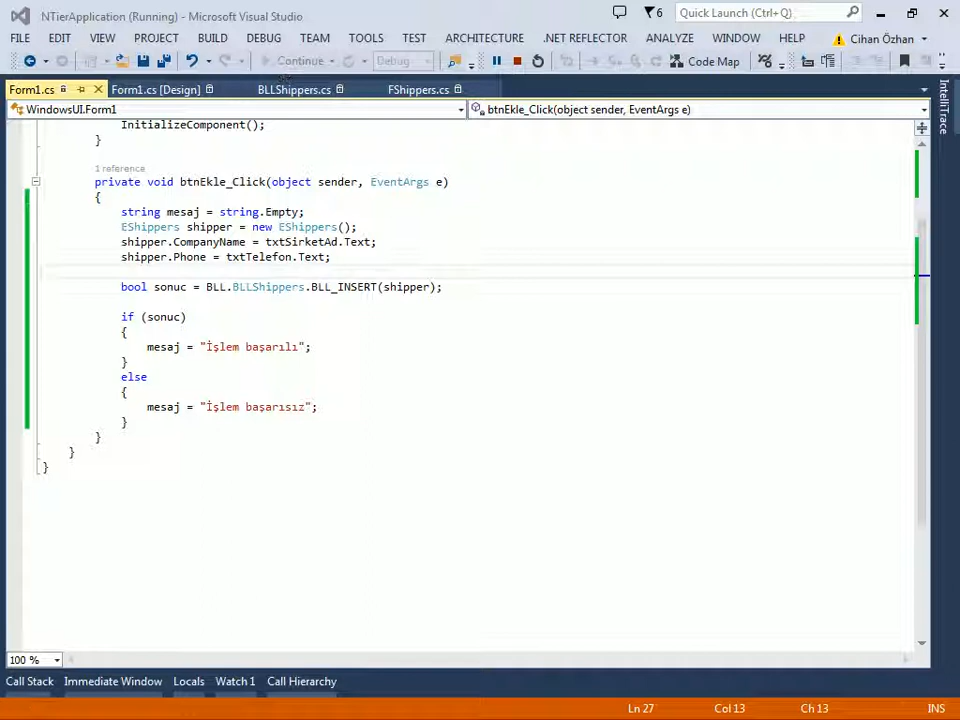 NTierApplication (Running) - Microsoft Visual Studio
6
Quick Launch (Ctrl+Q)
FILE EDIT VIEW PROJECT BUILD DEBUG TEAM TOOLS TEST ARCHITECTURE .NET REFLECTOR ANALYZE WINDOW HELP Cihan Özhan
Continue Debug Code Map
Form1.cs Form1.cs [Design] BLLShippers.cs FShippers.cs
WindowsUI.Form1 btnEkle_Click(object sender, EventArgs e)
IntelliTrace
InitializeComponent();
}
1 reference
private void btnEkle_Click(object sender, EventArgs e)
{
string mesaj = string.Empty;
EShippers shipper = new EShippers();
shipper.CompanyName = txtSirketAd.Text;
shipper.Phone = txtTelefon.Text;
bool sonuc = BLL.BLLShippers.BLL_INSERT(shipper);
if (sonuc)
{
mesaj = "İşlem başarılı";
}
else
{
mesaj = "İşlem başarısız";
}
}
}
}
100 %
Call Stack Immediate Window Locals Watch 1 Call Hierarchy
Ln 27 Col 13 Ch 13 INS